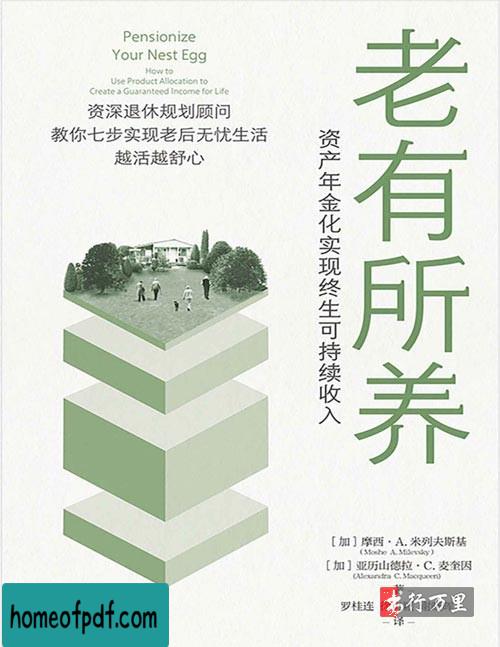 Pensionize
Your Nest Egg
How to
Use Product Allocation to
Create a Guaranteed Income for Life
资深退休规划顾问
教你七步实现老后无忧生活
越活越舒心
老有所养
资产年金化实现终生可持续收入
[加] 摩西·A. 米列夫斯基
(Moshe A. Milevsky)
[加] 亚历山德拉·C. 麦奎因
(Alexandra C. Macqueen)
著
罗桂连
译
书行万里
homeofpdf.com